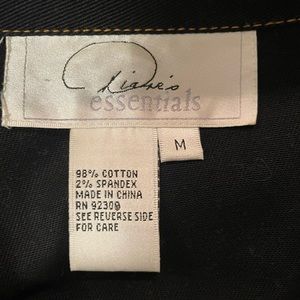 Diane's
essentials
M
98% COTTON
2% SPANDEX
MADE IN CHINA
RN 92309
SEE REVERSE SIDE
FOR CARE